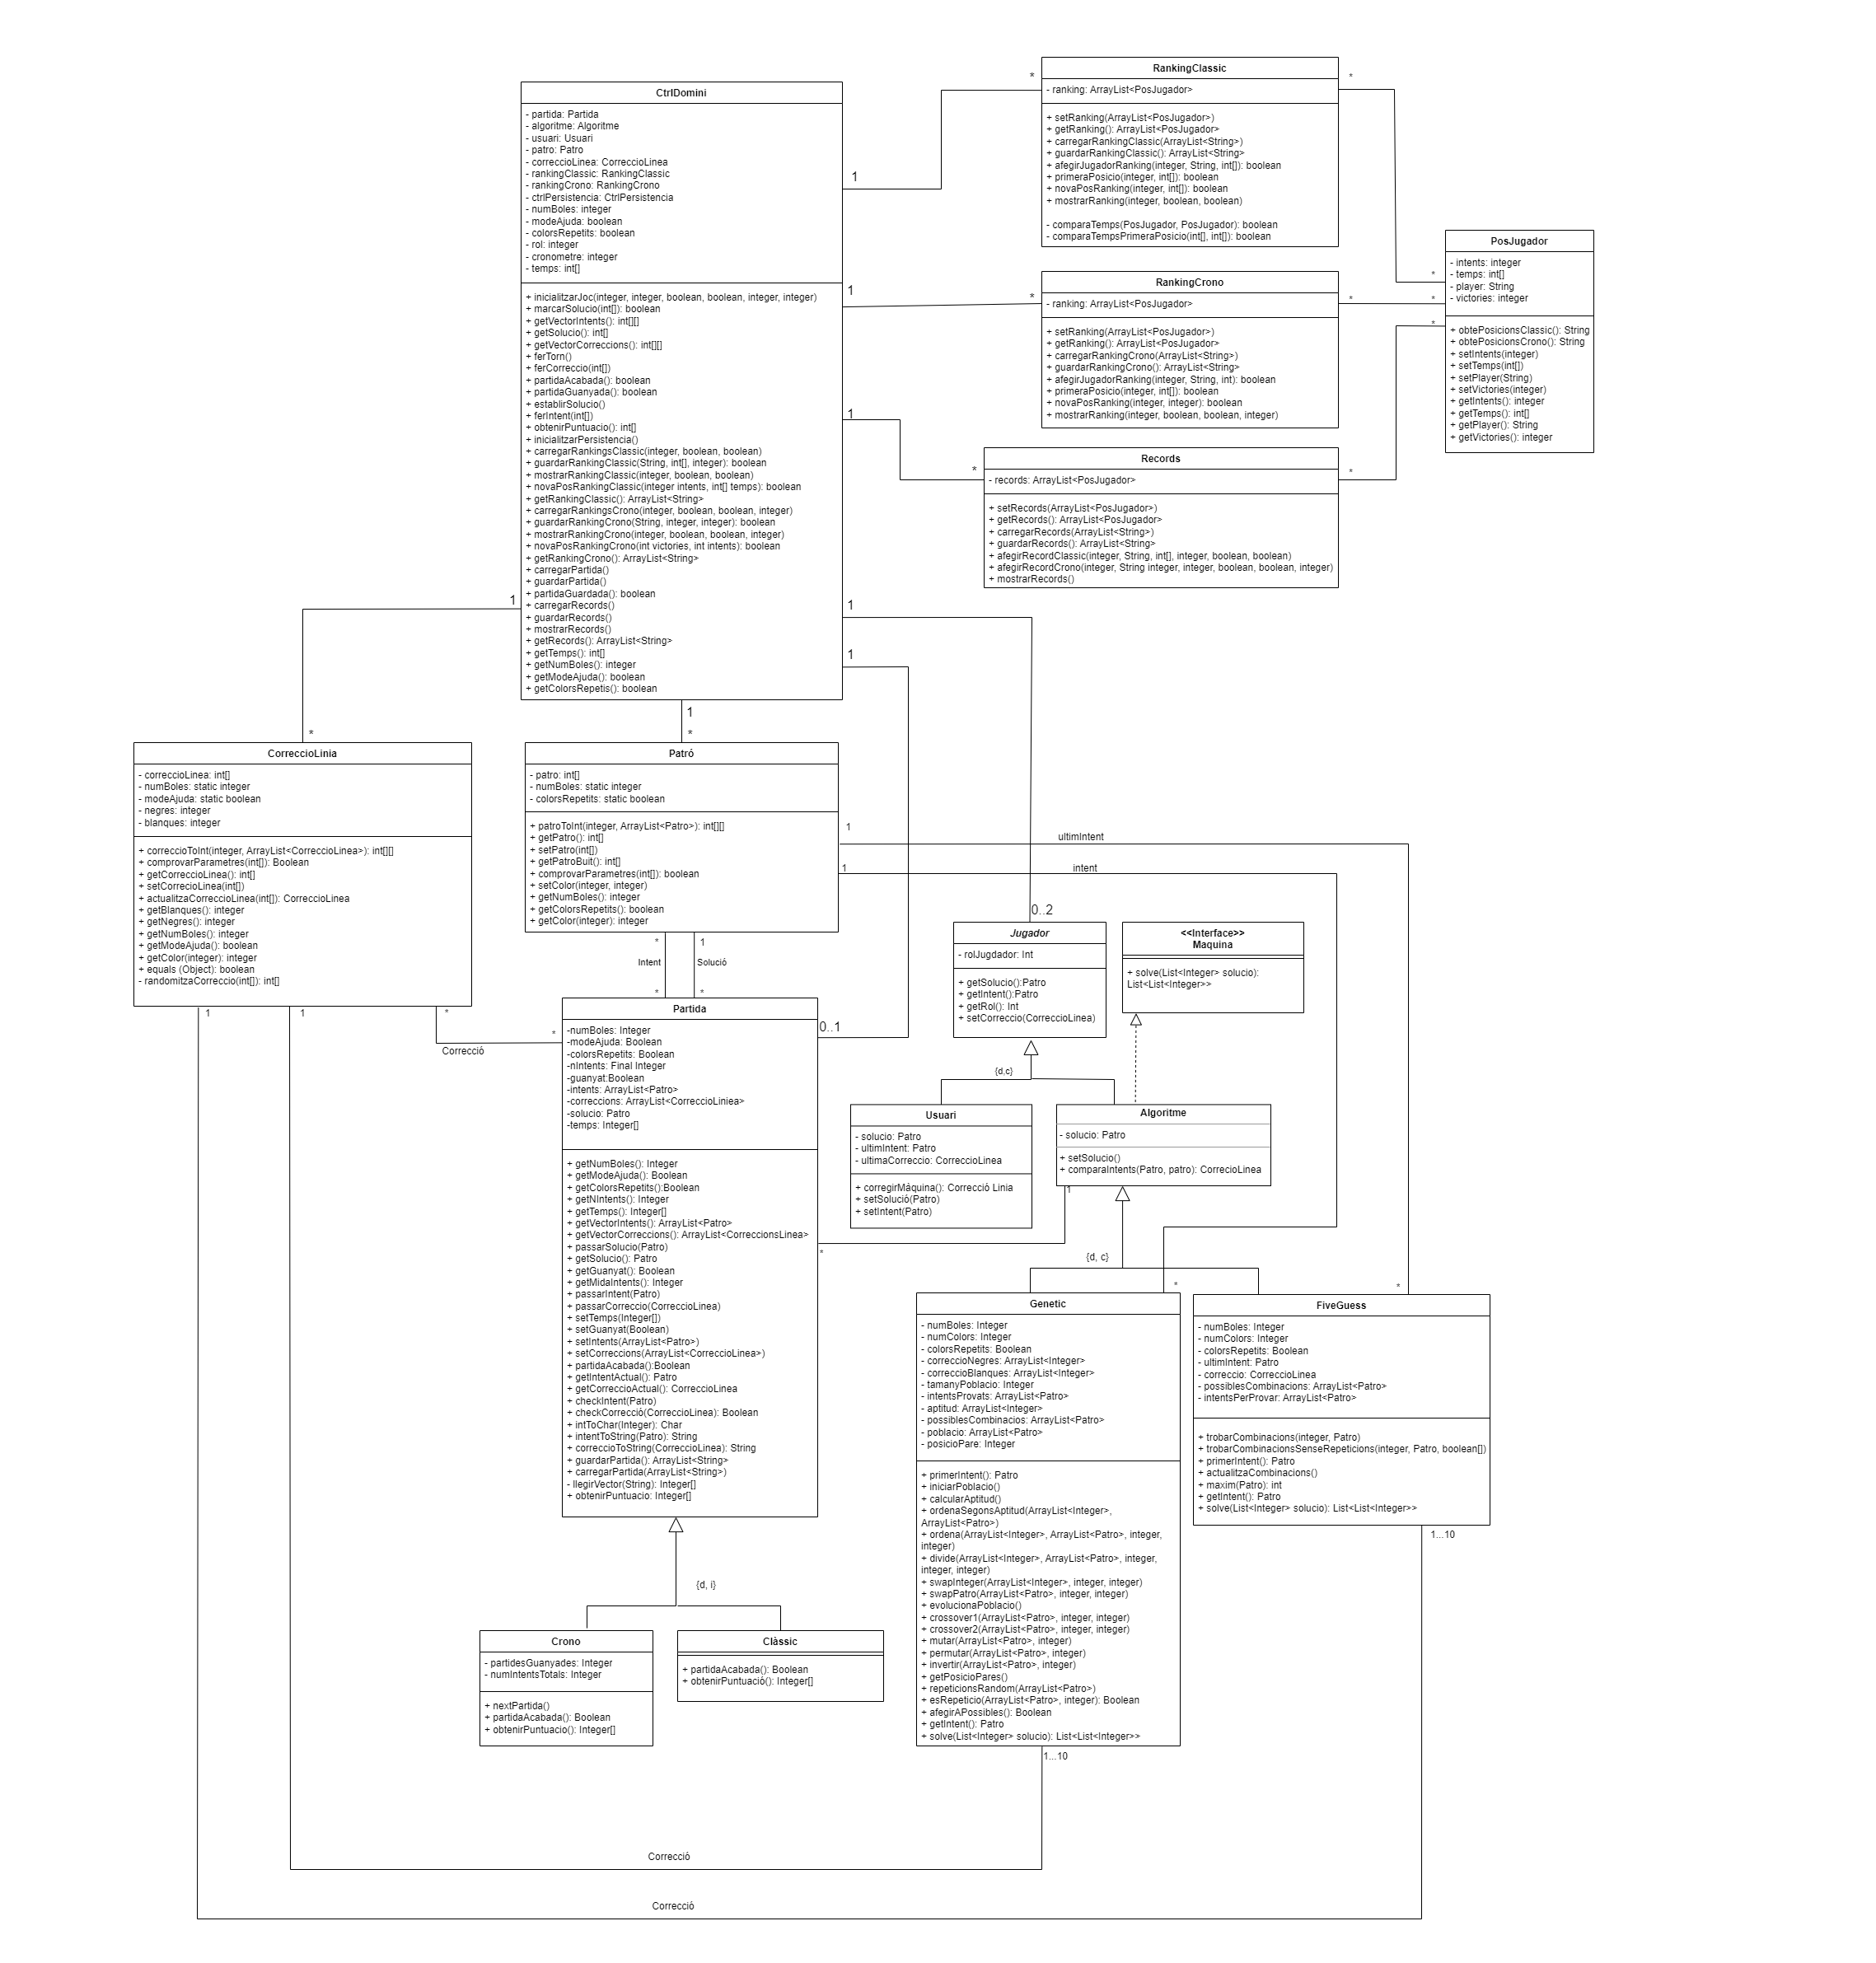 CtrlDomini
- partida: Partida
- algoritme: Algoritme
- usuari: Usuari
- patro: Patro
- correccioLinea: CorreccioLinea
- rankingClassic: RankingClassic
- rankingCrono: RankingCrono
- ctrlPersistencia: CtrlPersistencia
- numBoles: integer
- modeAjuda: boolean
- colorsRepetits: boolean
- rol: integer
- cronometre: integer
- temps: int[]
+ inicialitzarJoc(integer, integer, boolean, boolean, integer, integer)
+ marcarSolucio(int[]): boolean
+ getVectorIntents(): int[][]
+ getSolucio(): int[]
+ getVectorCorreccions(): int[][]
+ ferTorn()
+ ferCorreccio(int[])
+ partidaAcabada(): boolean
+ partidaGuanyada(): boolean
+ establirSolucio()
+ ferIntent(int[])
+ obtenirPuntuacio(): int[]
+ inicialitzarPersistencia()
+ carregarRankingsClassic(integer, boolean, boolean)
+ guardarRankingClassic(String, int[], integer): boolean
+ mostrarRankingClassic(integer, boolean, boolean)
+ novaPosRankingClassic(integer intents, int[] temps): boolean
+ getRankingClassic(): ArrayList<String>
+ carregarRankingsCrono(integer, boolean, boolean, integer)
+ guardarRankingCrono(String, integer, integer): boolean
+ mostrarRankingCrono(integer, boolean, boolean, integer)
+ novaPosRankingCrono(int victories, int intents): boolean
+ getRankingCrono(): ArrayList<String>
+ carregarPartida()
+ guardarPartida()
+ partidaGuardada(): boolean
+ carregarRecords()
+ guardarRecords()
+ mostrarRecords()
+ getRecords(): ArrayList<String>
+ getTemps(): int[]
+ getNumBoles(): integer
+ getModeAjuda(): boolean
+ getColorsRepetis(): boolean
1
*
1
*
1
*
1
1
1
1
*
*
RankingClassic
- ranking: ArrayList<PosJugador>
+ setRanking(ArrayList<PosJugador>)
+ getRanking(): ArrayList<PosJugador>
+ carregarRankingClassic(ArrayList<String>)
+ guardarRankingClassic(): ArrayList<String>
+ afegirJugadorRanking(integer, String, int[]): boolean
+ primeraPosicio(integer, int[]): boolean
+ novaPosRanking(integer, int[]): boolean
+ mostrarRanking(integer, boolean, boolean)
- comparaTemps(PosJugador, PosJugador): boolean
- comparaTempsPrimeraPosicio(int[], int[]): boolean
*
*
RankingCrono
- ranking: ArrayList<PosJugador>
+ setRanking(ArrayList<PosJugador>)
+ getRanking(): ArrayList<PosJugador>
+ carregarRankingCrono(ArrayList<String>)
+ guardarRankingCrono(): ArrayList<String>
+ afegirJugadorRanking(integer, String, int): boolean
+ primeraPosicio(integer, int[]): boolean
+ novaPosRanking(integer, integer): boolean
+ mostrarRanking(integer, boolean, boolean, integer)
*
*
Records
- records: ArrayList<PosJugador>
+ setRecords(ArrayList<PosJugador>)
+ getRecords(): ArrayList<PosJugador>
+ carregarRecords(ArrayList<String>)
+ guardarRecords(): ArrayList<String>
+ afegirRecordClassic(integer, String, int[], integer, boolean, boolean)
+ afegirRecordCrono(integer, String integer, integer, boolean, boolean, integer)
+ mostrarRecords()
*
*
PosJugador
- intents: integer
- temps: int[]
- player: String
- victories: integer
+ obtePosicionsClassic(): String
+ obtePosicionsCrono(): String
+ setIntents(integer)
+ setTemps(int[])
+ setPlayer(String)
+ setVictories(integer)
+ getIntents(): integer
+ getTemps(): int[]
+ getPlayer(): String
+ getVictories(): integer
CorreccioLinia
- correccioLinea: int[]
- numBoles: static integer
- modeAjuda: static boolean
- negres: integer
- blanques: integer
+ correccioToInt(integer, ArrayList<CorreccioLinea>): int[][]
+ comprovarParametres(int[]): Boolean
+ getCorreccioLinea(): int[]
+ setCorrecioLinea(int[])
+ actualitzaCorreccioLinea(int[]): CorreccioLinea
+ getBlanques(): integer
+ getNegres(): integer
+ getNumBoles(): integer
+ getModeAjuda(): boolean
+ getColor(integer): integer
+ equals (Object): boolean
- randomitzaCorreccio(int[]): int[]
1
1
*
*
Correcció
Patró
- patro: int[]
- numBoles: static integer
- colorsRepetits: static boolean
+ patroToInt(integer, ArrayList<Patro>): int[][]
+ getPatro(): int[]
+ setPatro(int[])
+ getPatroBuit(): int[]
+ comprovarParametres(int[]): boolean
+ setColor(integer, integer)
+ getNumBoles(): integer
+ getColorsRepetits(): boolean
+ getColor(integer): integer
1
ultimIntent
1
intent
*
1
Intent
Solució
*
*
Partida
-numBoles: Integer
-modeAjuda: Boolean
-colorsRepetits: Boolean
-nIntents: Final Integer
-guanyat:Boolean
-intents: ArrayList<Patro>
-correccions: ArrayList<CorreccioLiniea>
-solucio: Patro
-temps: Integer[]
+ getNumBoles(): Integer
+ getModeAjuda(): Boolean
+ getColorsRepetits():Boolean
+ getNIntents(): Integer
+ getTemps(): Integer[]
+ getVectorIntents(): ArrayList<Patro>
+ getVectorCorreccions(): ArrayList<CorreccionsLinea>
+ passarSolucio(Patro)
+ getSolucio(): Patro
+ getGuanyat(): Boolean
+ getMidaIntents(): Integer
+ passarIntent(Patro)
+ passarCorreccio(CorreccioLinea)
+ setTemps(Integer[])
+ setGuanyat(Boolean)
+ setIntents(ArrayList<Patro>)
+ setCorreccions(ArrayList<CorreccioLinea>)
+ partidaAcabada():Boolean
+ getIntentActual(): Patro
+ getCorreccioActual(): CorreccioLinea
+ checkIntent(Patro)
+ checkCorrecció(CorreccioLinea): Boolean
+ intToChar(Integer): Char
+ intentToString(Patro): String
+ correccioToString(CorreccioLinea): String
+ guardarPartida(): ArrayList<String>
+ carregarPartida(ArrayList<String>)
- llegirVector(String): Integer[]
+ obtenirPuntuacio: Integer[]
0..1
*
{d, i}
0..2
Jugador
- rolJugdador: Int
+ getSolucio():Patro
+ getIntent():Patro
+ getRol(): Int
+ setCorreccio(CorreccioLinea)
<<Interface>>
Maquina
+ solve(List<Integer> solucio):
List<List<Integer>>
{d,c}
Usuari
- solucio: Patro
- ultimIntent: Patro
- ultimaCorreccio: CorreccioLinea
+ corregirMáquina(): Correcció Linia
+ setSolució(Patro)
+ setIntent(Patro)
Algoritme
- solucio: Patro
+ setSolucio()
+ comparaIntents(Patro, patro): CorrecioLinea
1
{d, c}
*
*
Genetic
- numBoles: Integer
- numColors: Integer
- colorsRepetits: Boolean
- correccioNegres: ArrayList<Integer>
- correccioBlanques: ArrayList<Integer>
- tamanyPoblacio: Integer
- intentsProvats: ArrayList<Patro>
- aptitud: ArrayList<Integer>
- possiblesCombinacios: ArrayList<Patro>
- poblacio: ArrayList<Patro>
- posicioPare: Integer
+ primerIntent(): Patro
+ iniciarPoblacio()
+ calcularAptitud()
+ ordenaSegonsAptitud(ArrayList<Integer>,
ArrayList<Patro>)
+ ordena(ArrayList<Integer>, ArrayList<Patro>, integer,
integer)
+ divide(ArrayList<Integer>, ArrayList<Patro>, integer,
integer, integer)
+ swapInteger(ArrayList<Integer>, integer, integer)
+ swapPatro(ArrayList<Patro>, integer, integer)
+ evolucionaPoblacio()
+ crossover1(ArrayList<Patro>, integer, integer)
+ crossover2(ArrayList<Patro>, integer, integer)
+ mutar(ArrayList<Patro>, integer)
+ permutar(ArrayList<Patro>, integer)
+ invertir(ArrayList<Patro>, integer)
+ getPosicioPares()
+ repeticionsRandom(ArrayList<Patro>)
+ esRepeticio(ArrayList<Patro>, integer): Boolean
+ afegirAPossibles(): Boolean
+ getIntent(): Patro
+ solve(List<Integer> solucio): List<List<Integer>>
1...10
FiveGuess
- numBoles: Integer
- numColors: Integer
- colorsRepetits: Boolean
- ultimIntent: Patro
- correccio: CorreccioLinea
- possiblesCombinacions: ArrayList<Patro>
- intentsPerProvar: ArrayList<Patro>
+ trobarCombinacions(integer, Patro)
+ trobarCombinacionsSenseRepeticions(integer, Patro, boolean[])
+ primerIntent(): Patro
+ actualitzaCombinacions()
+ maxim(Patro): int
+ getIntent(): Patro
+ solve(List<Integer> solucio): List<List<Integer>>
1...10
Crono
- partidesGuanyades: Integer
- numIntentsTotals: Integer
+ nextPartida()
+ partidaAcabada(): Boolean
+ obtenirPuntuacio(): Integer[]
Clàssic
+ partidaAcabada(): Boolean
+ obtenirPuntuació(): Integer[]
Correcció
Correcció